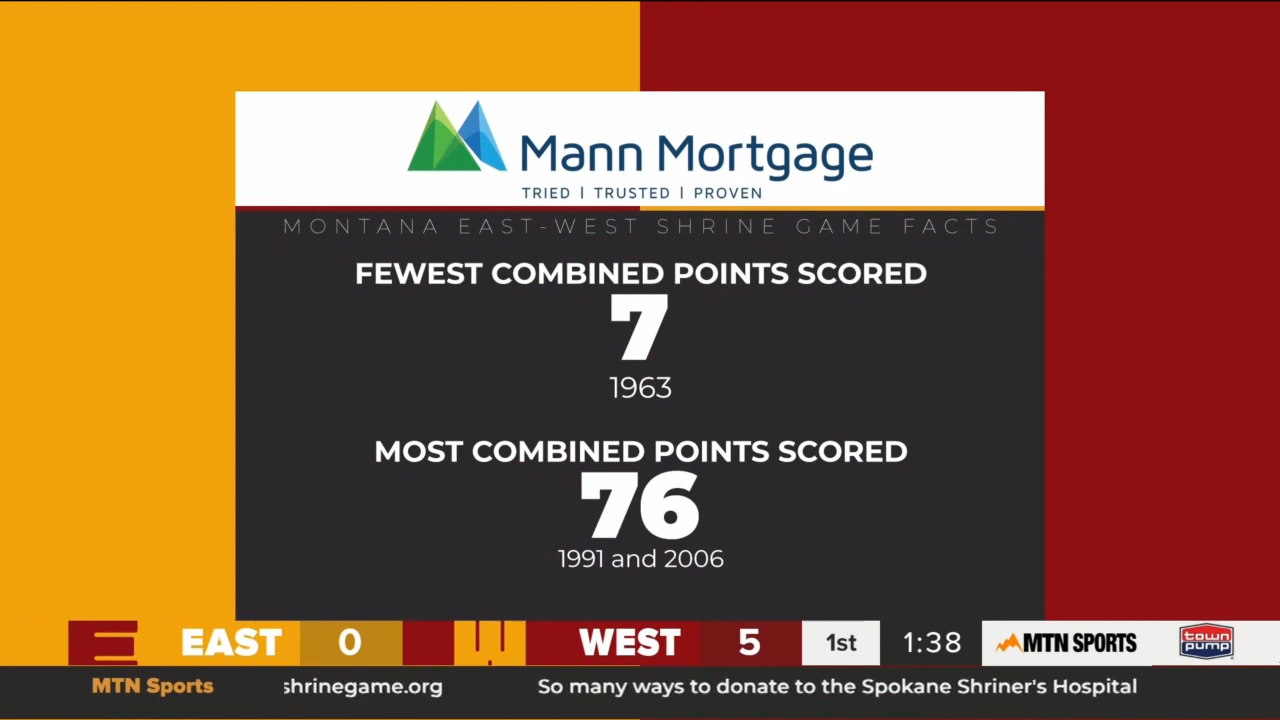 Mann Mortgage
TRIED | TRUSTED | PROVEN
MONTANA EAST-WEST SHRINE GAME FACTS
FEWEST COMBINED POINTS SCORED
7
1963
MOST COMBINED POINTS SCORED
76
1991 and 2006
E EAST 0 W WEST 5 1st 1:38 MTN SPORTS town pump
MTN Sports shrinegame.org So many ways to donate to the Spokane Shriner's Hospital